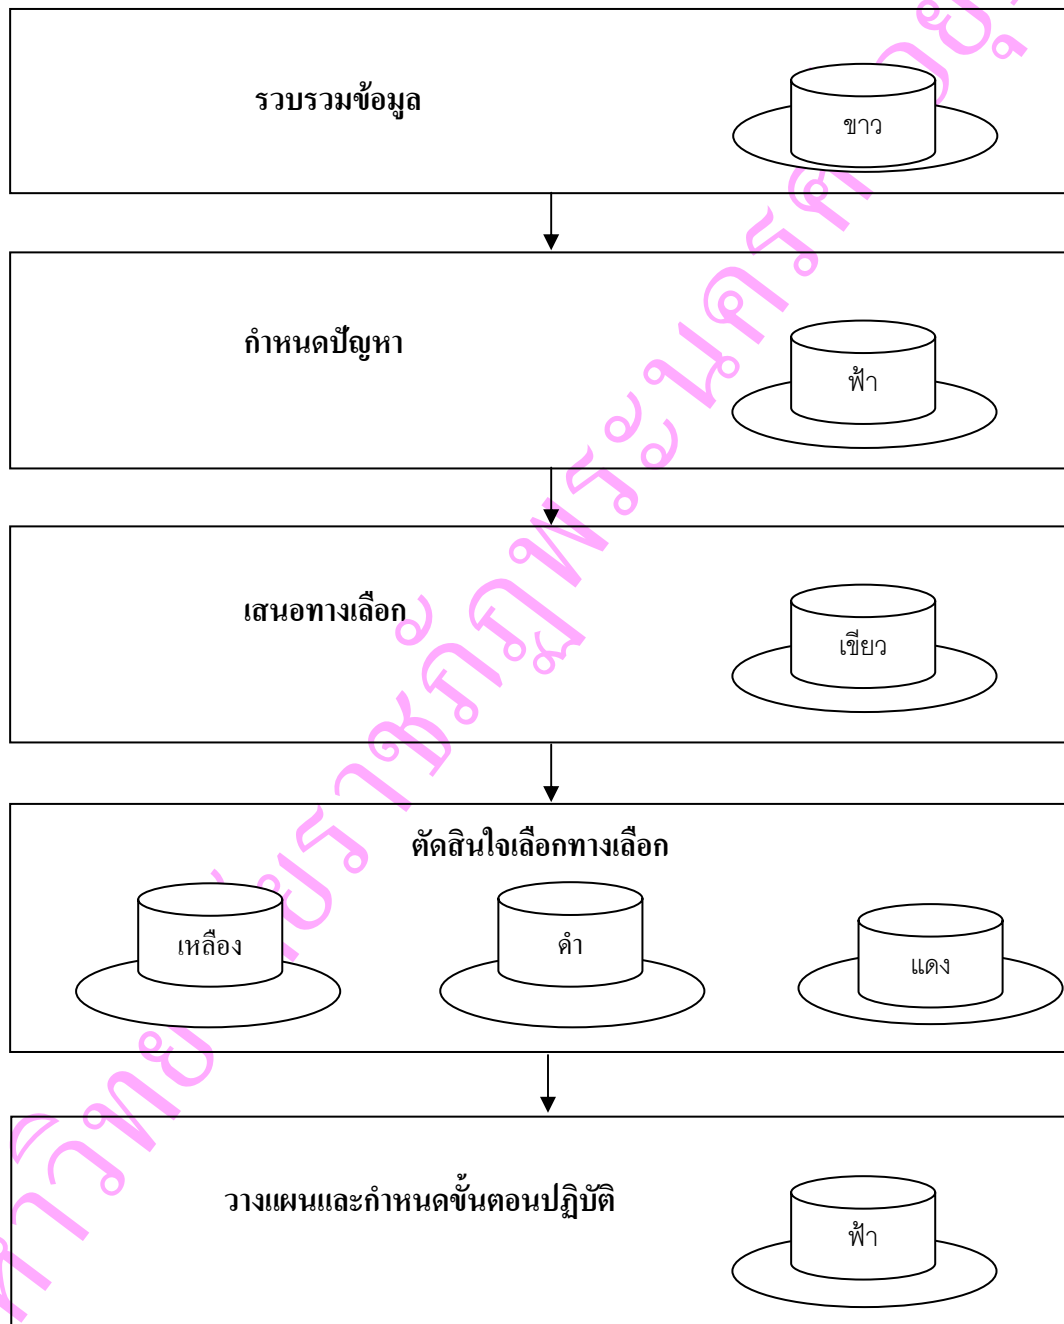 รวบรวมข้อมูล
ขาว
กำหนดปัญหา
ฟ้า
เสนอทางเลือก
เขียว
ตัดสินใจเลือกทางเลือก
เหลือง
ดำ
แดง
วางแผนและกำหนดขั้นตอนปฏิบัติ
ฟ้า